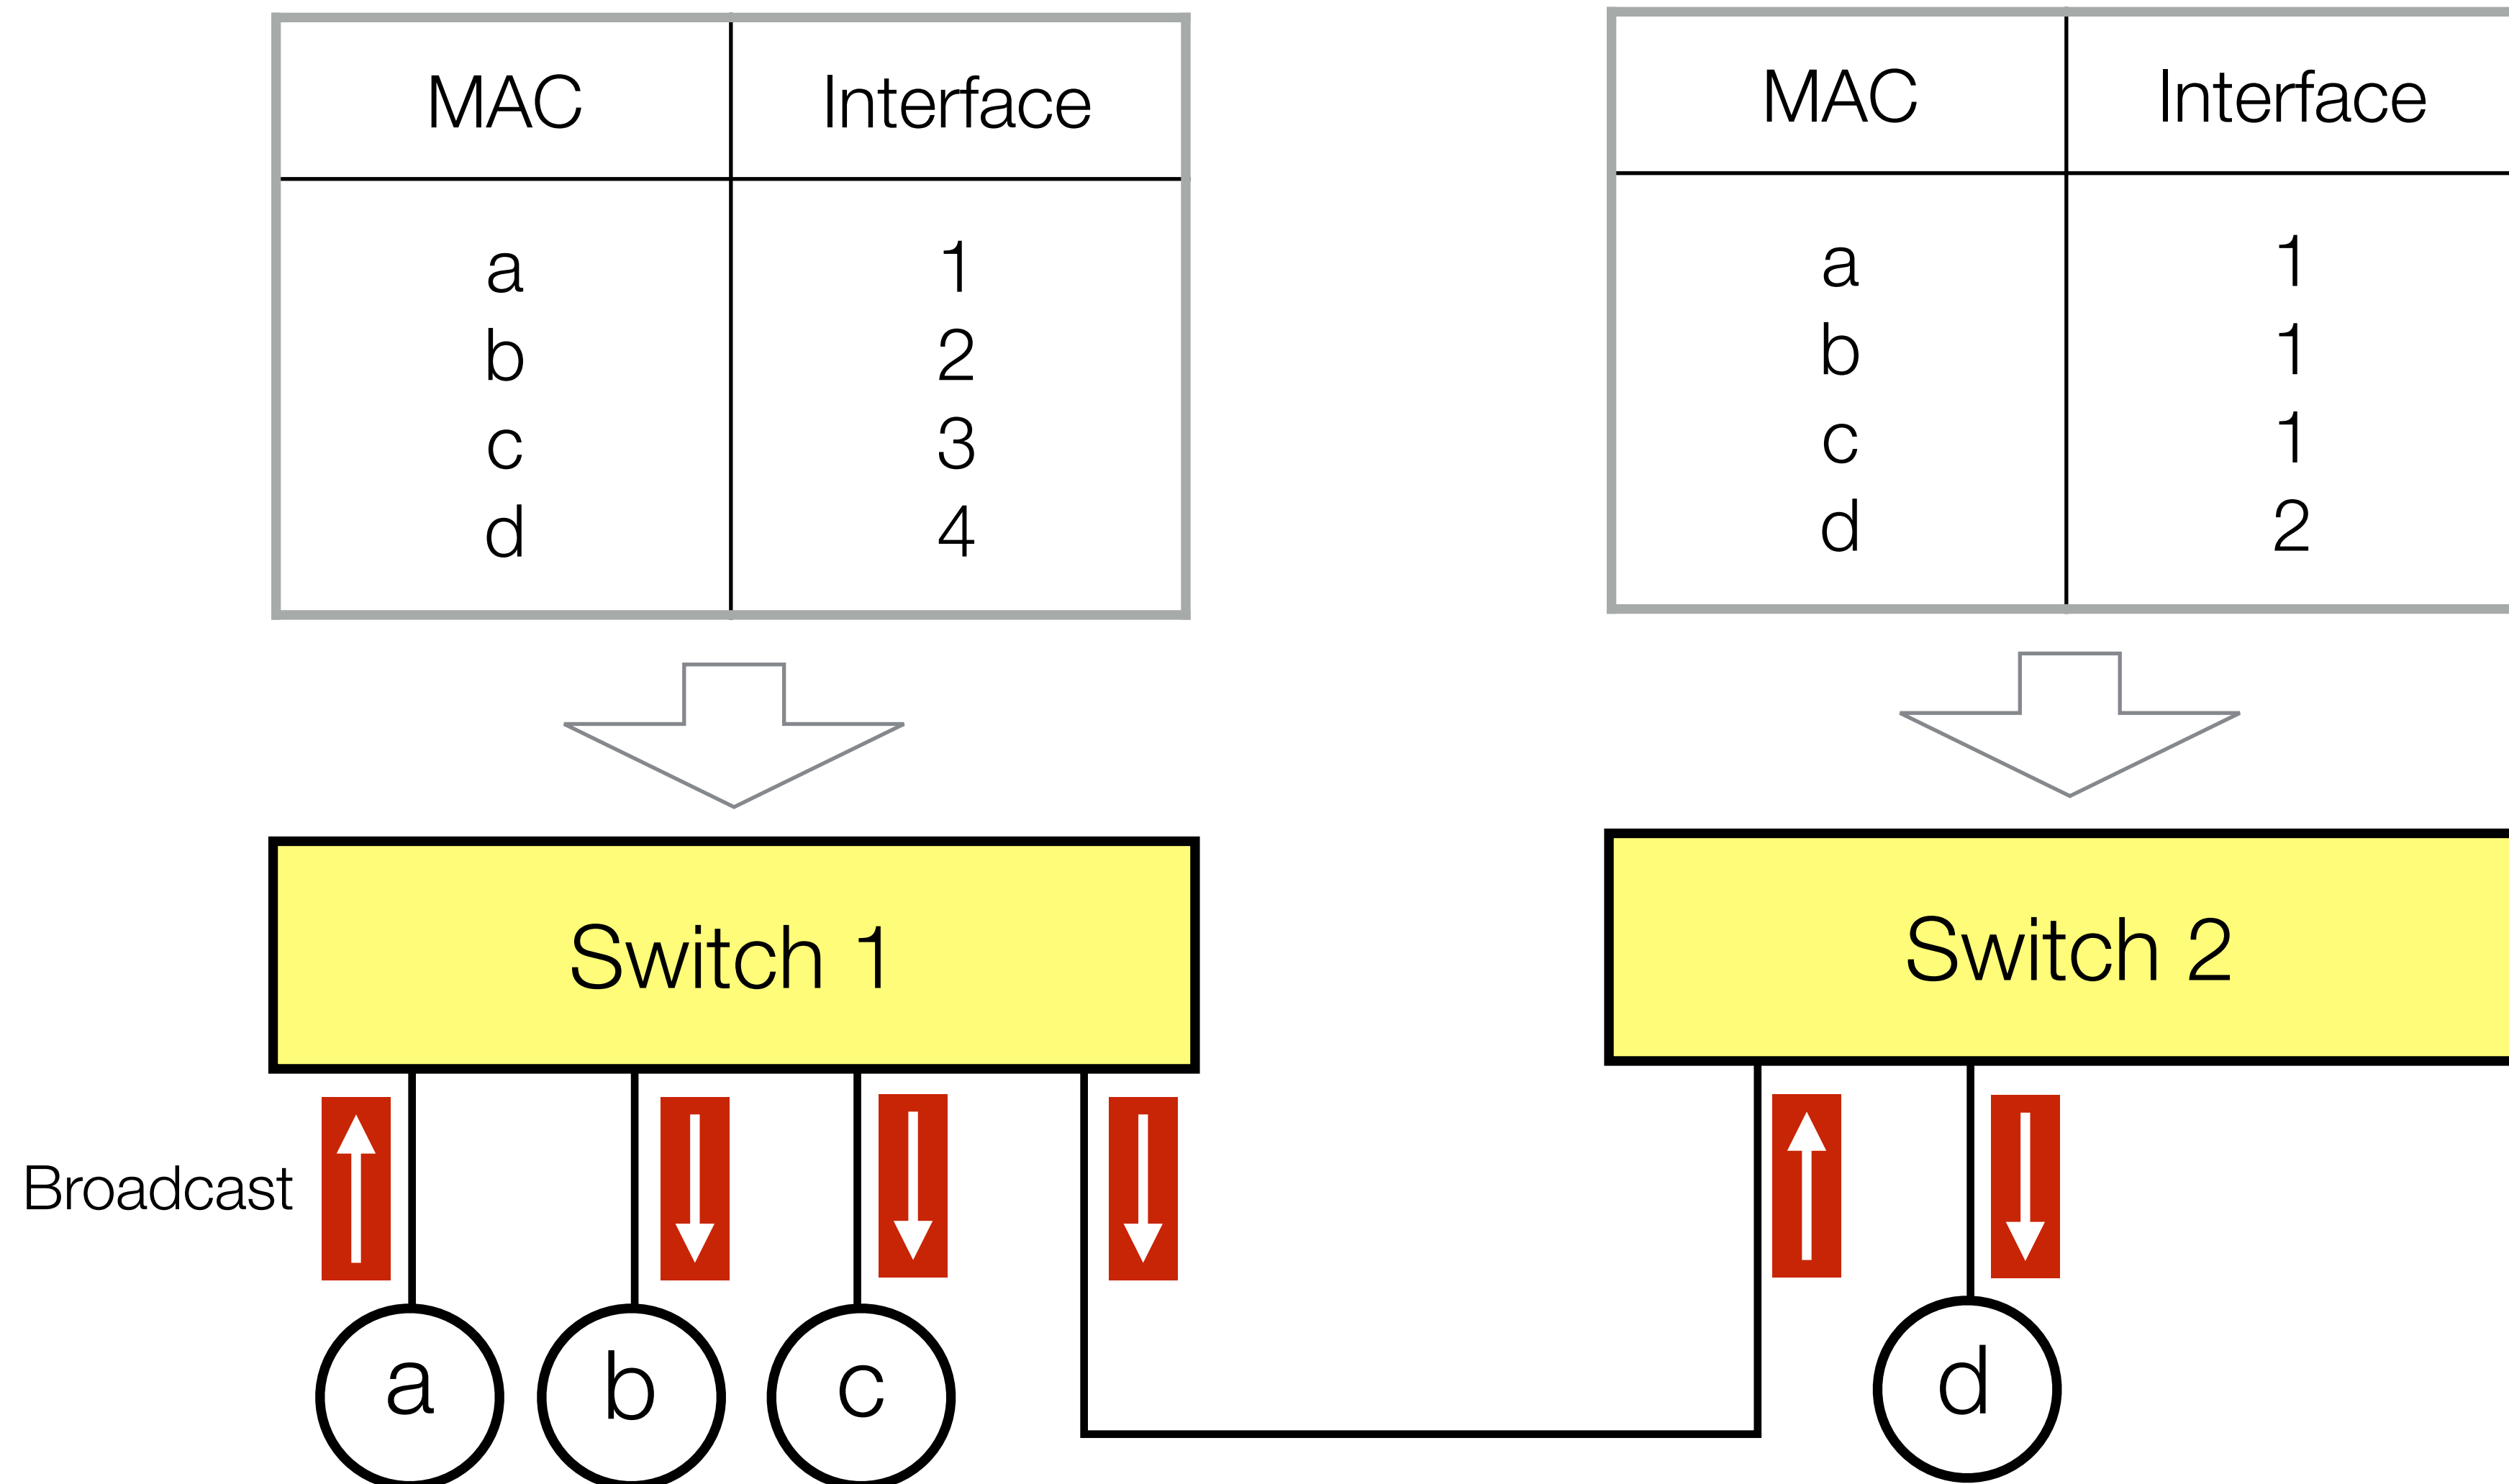 MAC Interface
a 1
b 2
c 3
d 4
MAC Interface
a 1
b 1
c 1
d 2
Switch 1
Switch 2
Broadcast
a
b
c
d